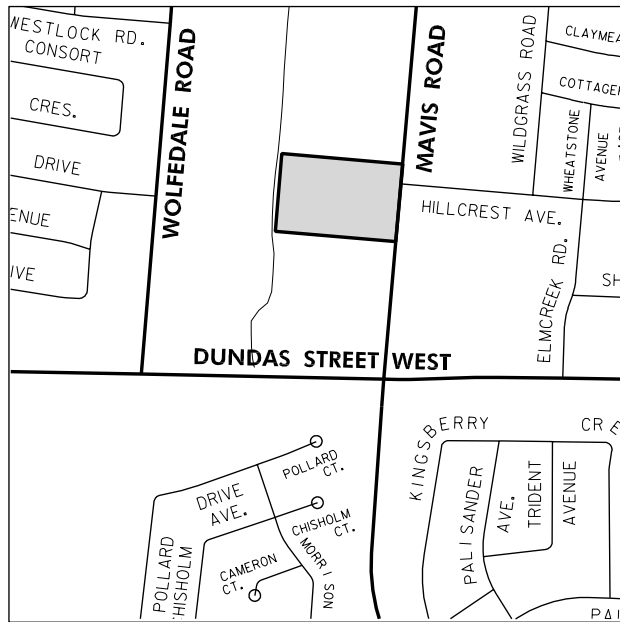 WESTLOCK RD.
CONSORT
CRES.
DRIVE
ENUE
IVE
WOLFEDALE ROAD
MAVIS ROAD
WILDGRASS ROAD
CLAYMEA
COTTAGER
WHEATSTONE
AVENUE
HILLCREST AVE.
ELMCREEK RD.
SH
DUNDAS STREET WEST
KINGSBERRY CRE
POLLARD
CT.
DRIVE
AVE.
CHISHOLM
CT.
CAMERON
CT.
MORRISON
POLLARD
CHISHOLM
PALISANDER
AVE.
TRIDENT
AVENUE
PAL